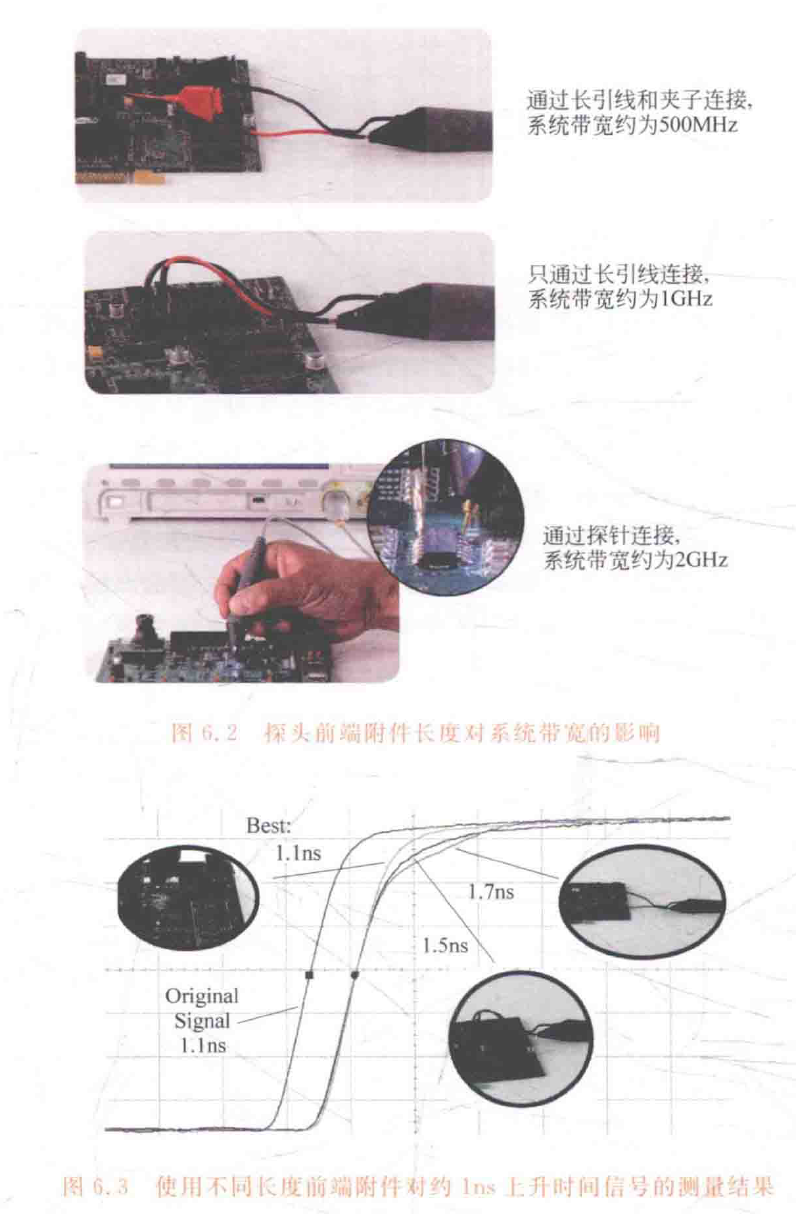 通过长引线和夹子连接,
系统带宽约为500MHz
只通过长引线连接,
系统带宽约为1GHz
通过探针连接,
系统带宽约为2GHz
图 6.2 探头前端附件长度对系统带宽的影响
Best:
1.1ns
1.7ns
1.5ns
Original
Signal
1.1ns
图 6.3 使用不同长度前端附件对约 1ns 上升时间信号的测量结果